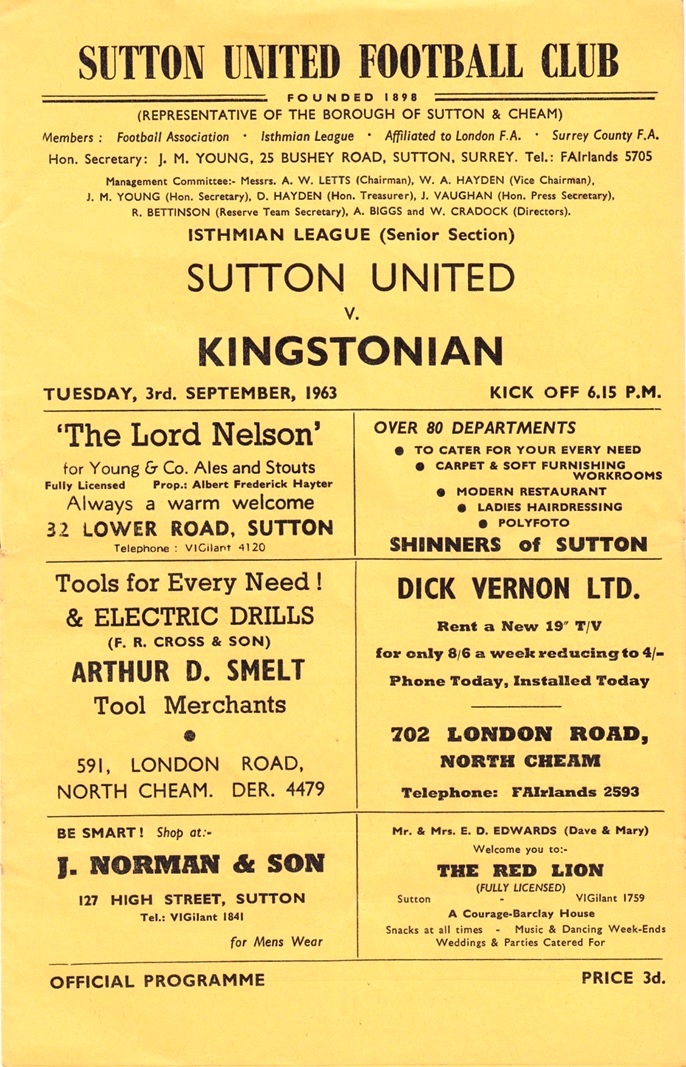 SUTTON UNITED FOOTBALL CLUB
FOUNDED 1898
(REPRESENTATIVE OF THE BOROUGH OF SUTTON & CHEAM)
Members : Football Association · Isthmian League · Affiliated to London F.A. · Surrey County F.A.
Hon. Secretary: J. M. YOUNG, 25 BUSHEY ROAD, SUTTON, SURREY. Tel.: FAIrlands 5705
Management Committee:- Messrs. A. W. LETTS (Chairman), W. A. HAYDEN (Vice Chairman),
J. M. YOUNG (Hon. Secretary), D. HAYDEN (Hon. Treasurer), J. VAUGHAN (Hon. Press Secretary),
R. BETTINSON (Reserve Team Secretary), A. BIGGS and W. CRADOCK (Directors).
ISTHMIAN LEAGUE (Senior Section)
SUTTON UNITED
v.
KINGSTONIAN
TUESDAY, 3rd. SEPTEMBER, 1963 KICK OFF 6.15 P.M.
'The Lord Nelson'
for Young & Co. Ales and Stouts
Fully Licensed Prop.: Albert Frederick Hayter
Always a warm welcome
32 LOWER ROAD, SUTTON
Telephone : VIGilant 4120
OVER 80 DEPARTMENTS
● TO CATER FOR YOUR EVERY NEED
● CARPET & SOFT FURNISHING
WORKROOMS
● MODERN RESTAURANT
● LADIES HAIRDRESSING
● POLYFOTO
SHINNERS of SUTTON
Tools for Every Need !
& ELECTRIC DRILLS
(F. R. CROSS & SON)
ARTHUR D. SMELT
Tool Merchants
●
591, LONDON ROAD,
NORTH CHEAM. DER. 4479
DICK VERNON LTD.
Rent a New 19" T/V
for only 8/6 a week reducing to 4/-
Phone Today, Installed Today
702 LONDON ROAD,
NORTH CHEAM
Telephone: FAIrlands 2593
BE SMART! Shop at:-
J. NORMAN & SON
127 HIGH STREET, SUTTON
Tel.: VIGilant 1841
for Mens Wear
Mr. & Mrs. E. D. EDWARDS (Dave & Mary)
Welcome you to:-
THE RED LION
(FULLY LICENSED)
Sutton - VIGilant 1759
A Courage-Barclay House
Snacks at all times - Music & Dancing Week-Ends
Weddings & Parties Catered For
OFFICIAL PROGRAMME PRICE 3d.